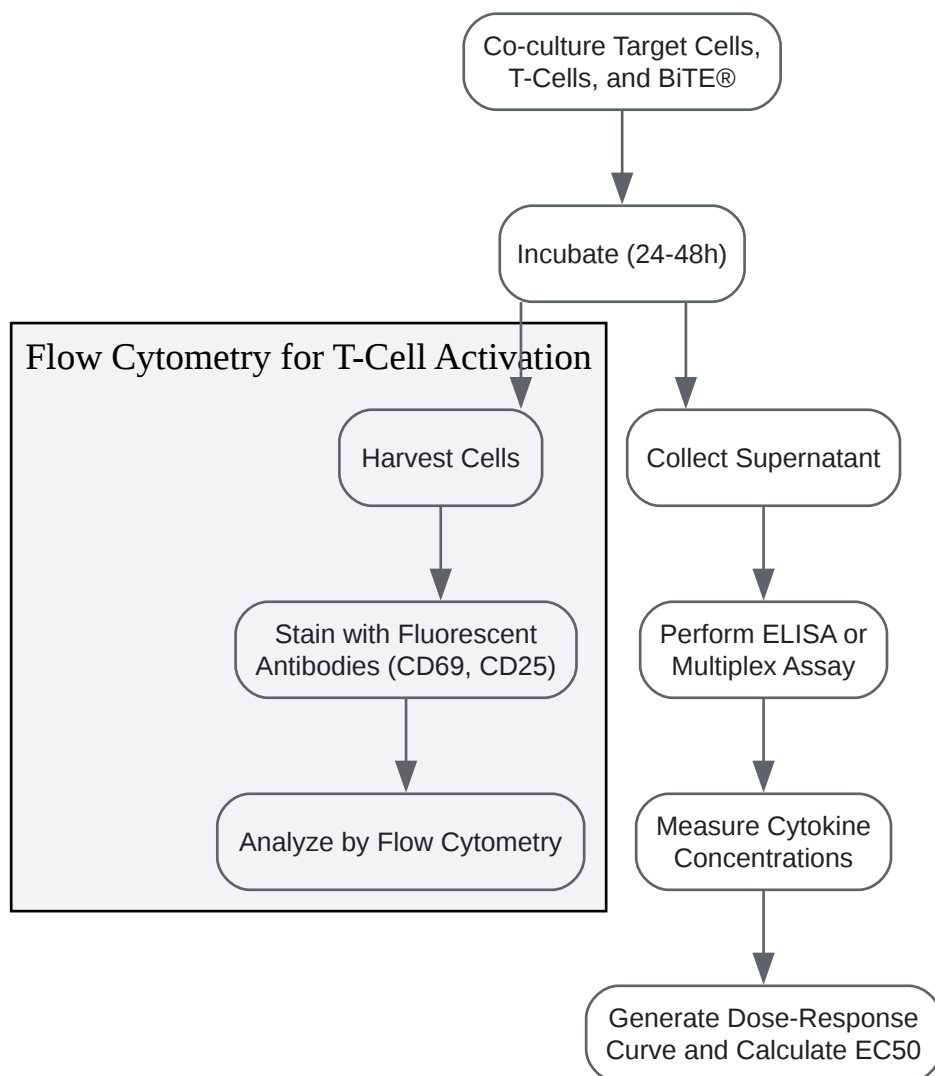 Co-culture Target Cells,
T-Cells, and BiTE®
Incubate (24-48h)
Flow Cytometry for T-Cell Activation
Harvest Cells
Collect Supernatant
Stain with Fluorescent
Antibodies (CD69, CD25)
Perform ELISA or
Multiplex Assay
Analyze by Flow Cytometry
Measure Cytokine
Concentrations
Generate Dose-Response
Curve and Calculate EC50